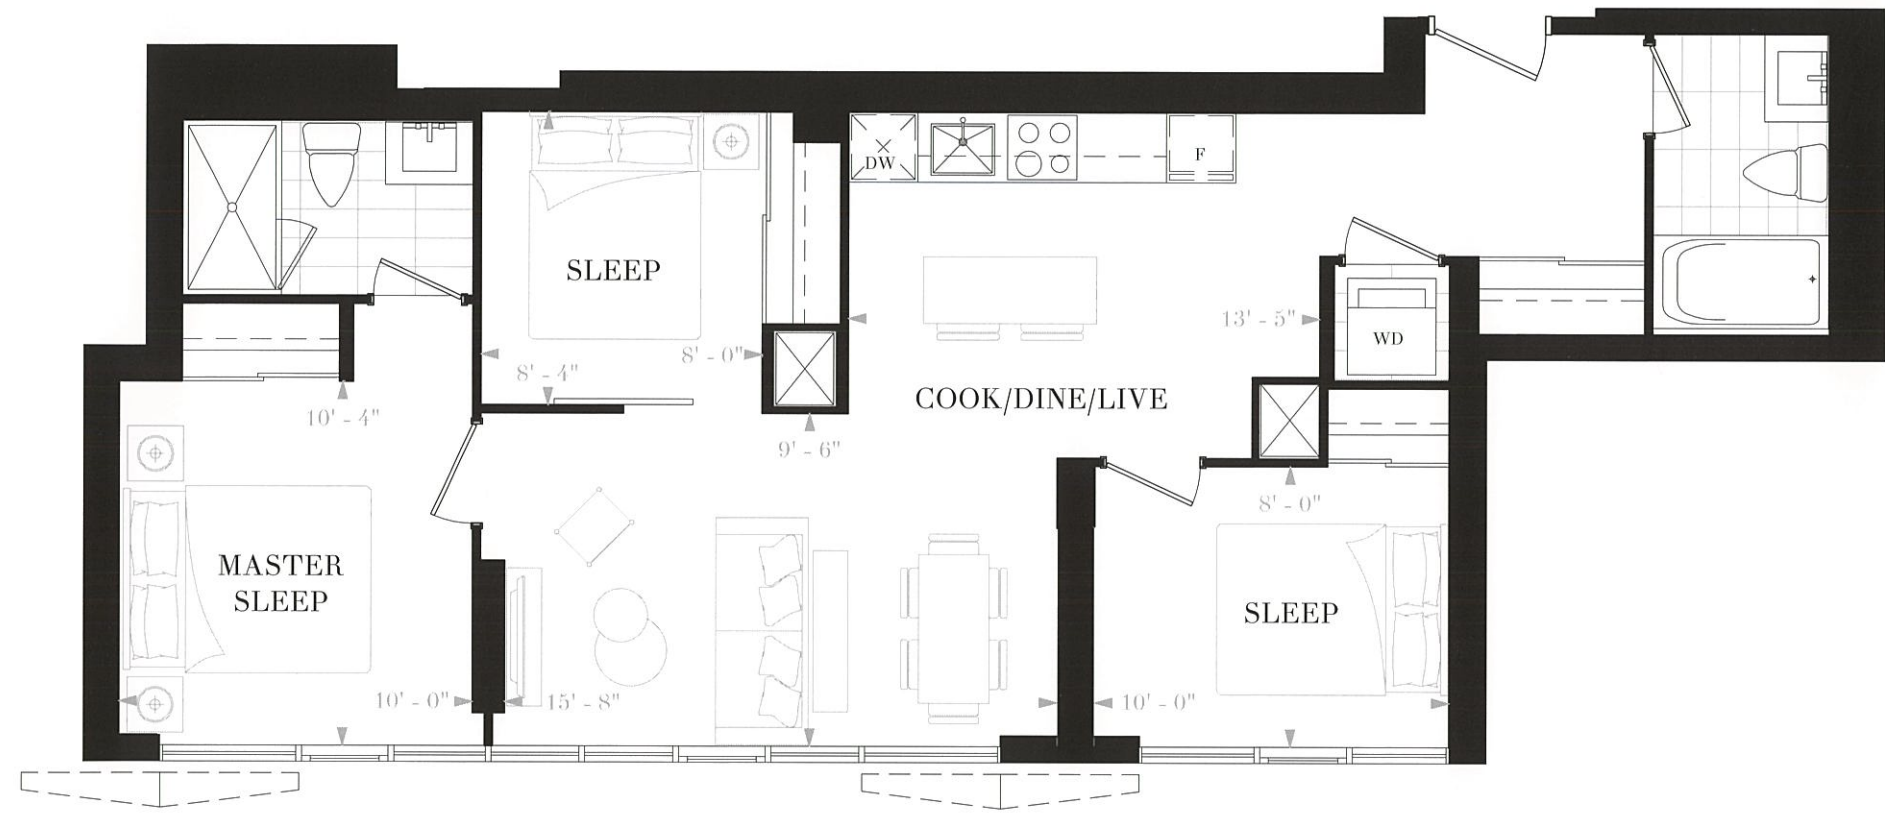 DW
F
SLEEP
13' - 5"
WD
8' - 0"
8' - 4"
COOK/DINE/LIVE
10' - 4"
9' - 6"
8' - 0"
MASTER
SLEEP
SLEEP
10' - 0"
15' - 8"
10' - 0"